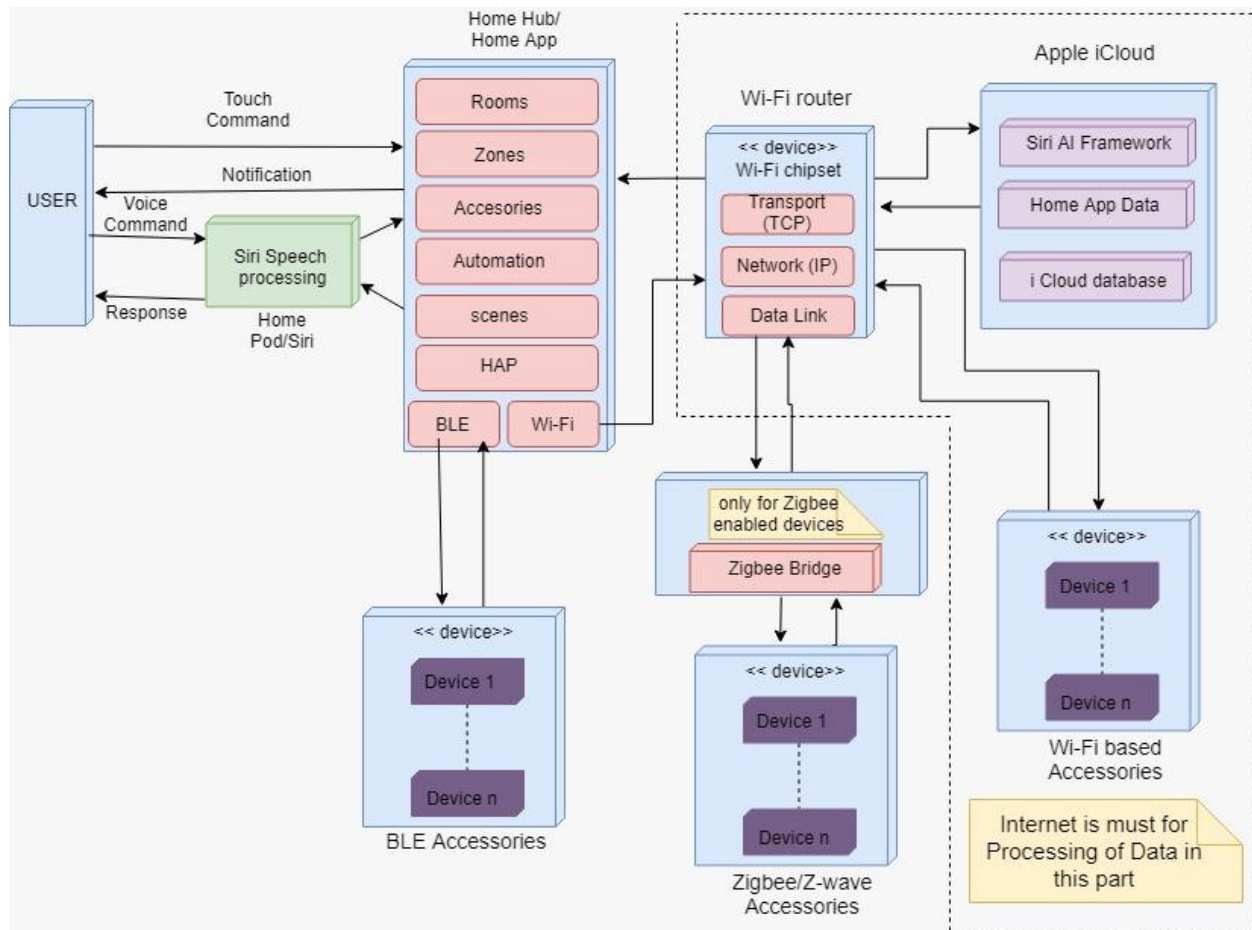 Home Hub/
Home App
Apple iCloud
Wi-Fi router
Touch
Command
Notification
USER
Voice
Command
Response
Siri Speech
processing
Home
Pod/Siri
Rooms
Zones
Accesories
Automation
scenes
HAP
BLE
Wi-Fi
<< device>>
Wi-Fi chipset
Transport
(TCP)
Network (IP)
Data Link
Siri AI Framework
Home App Data
i Cloud database
only for Zigbee
enabled devices
Zigbee Bridge
<< device>>
Device 1
Device n
BLE Accessories
<< device>>
Device 1
Device n
Zigbee/Z-wave
Accessories
<< device>>
Device 1
Device n
Wi-Fi based
Accessories
Internet is must for
Processing of Data in
this part